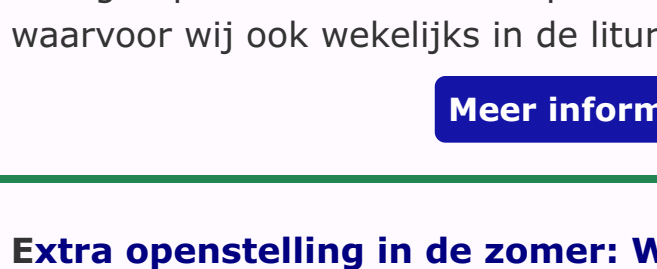 waarvoor wij ook wekelijks in de litur
Meer inform
Extra openstelling in de zomer: W